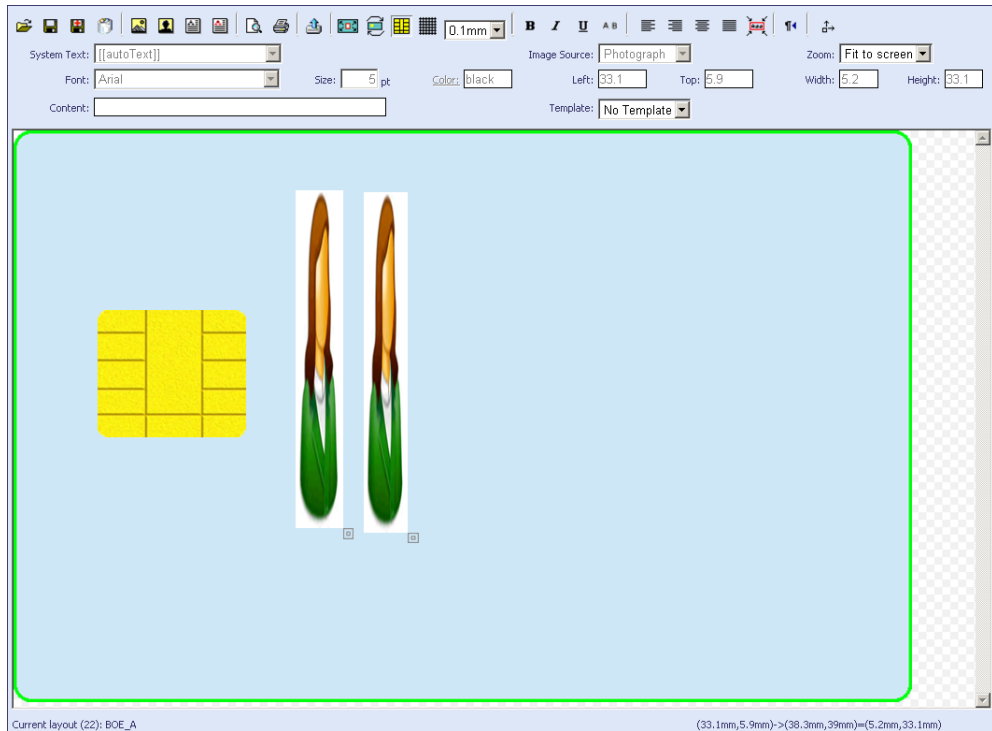 0.1mm B I U A B
System Text: [[autoText]] Image Source: Photograph Zoom: Fit to screen
Font: Arial Size: 5 pt Color: black Left: 33.1 Top: 5.9 Width: 5.2 Height: 33.1
Content: Template: No Template
Current layout (22): BOE_A (33.1mm,5.9mm)->(38.3mm,39mm)=(5.2mm,33.1mm)